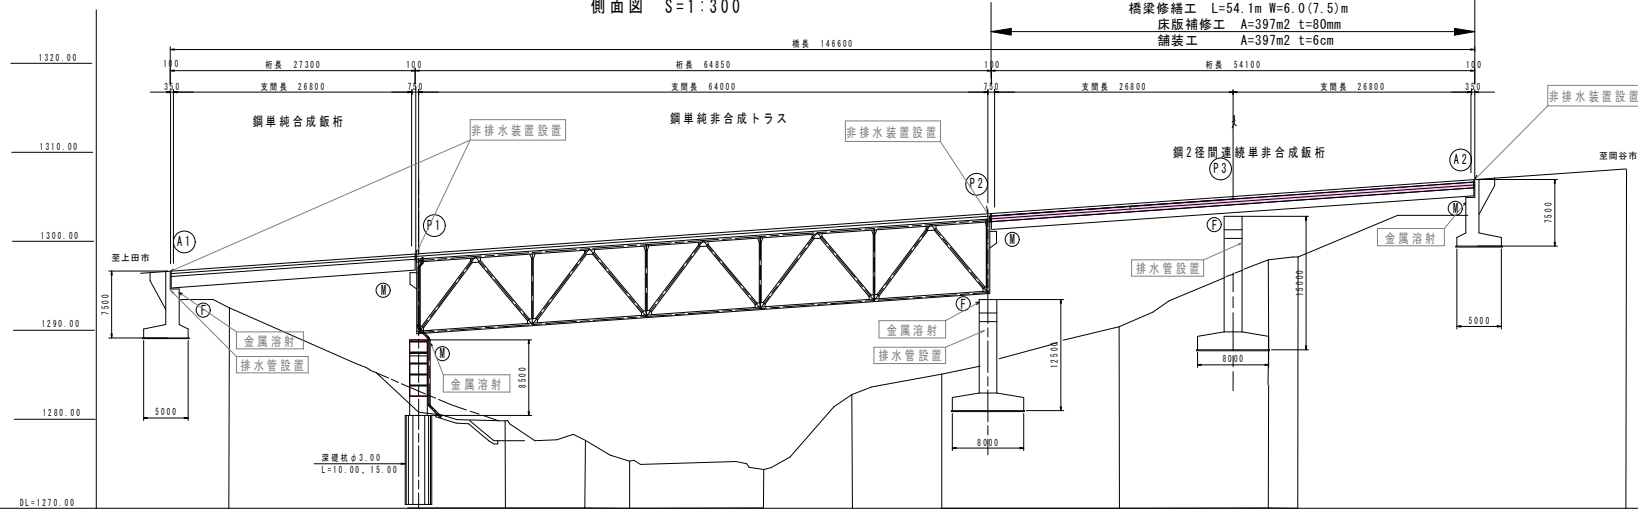 側面図 S=1:300
橋梁修繕工 L=54.1m W=6.0(7.5)m
床版補修工 A=397m2 t=80mm
舗装工 A=397m2 t=6cm
橋長 146600
1320.00
100
桁長 27300
100
桁長 64850
100
桁長 54100
100
350
支間長 26800
750
支間長 64000
750
支間長 26800
支間長 26800
350
鋼単純合成鈑桁
非排水装置設置
鋼単純非合成トラス
非排水装置設置
非排水装置設置
鋼2径間連続単非合成鈑桁
1310.00
至岡谷市
A1
P1
P2
P3
A2
1300.00
至上田市
7500
F
M
M
F
M
F
M
7500
金属溶射
排水管設置
金属溶射
排水管設置
金属溶射
排水管設置
金属溶射
1290.00
5000
8500
12500
15000
8000
8000
5000
1280.00
深礎杭φ3.00
L=10.00、15.00
DL=1270.00